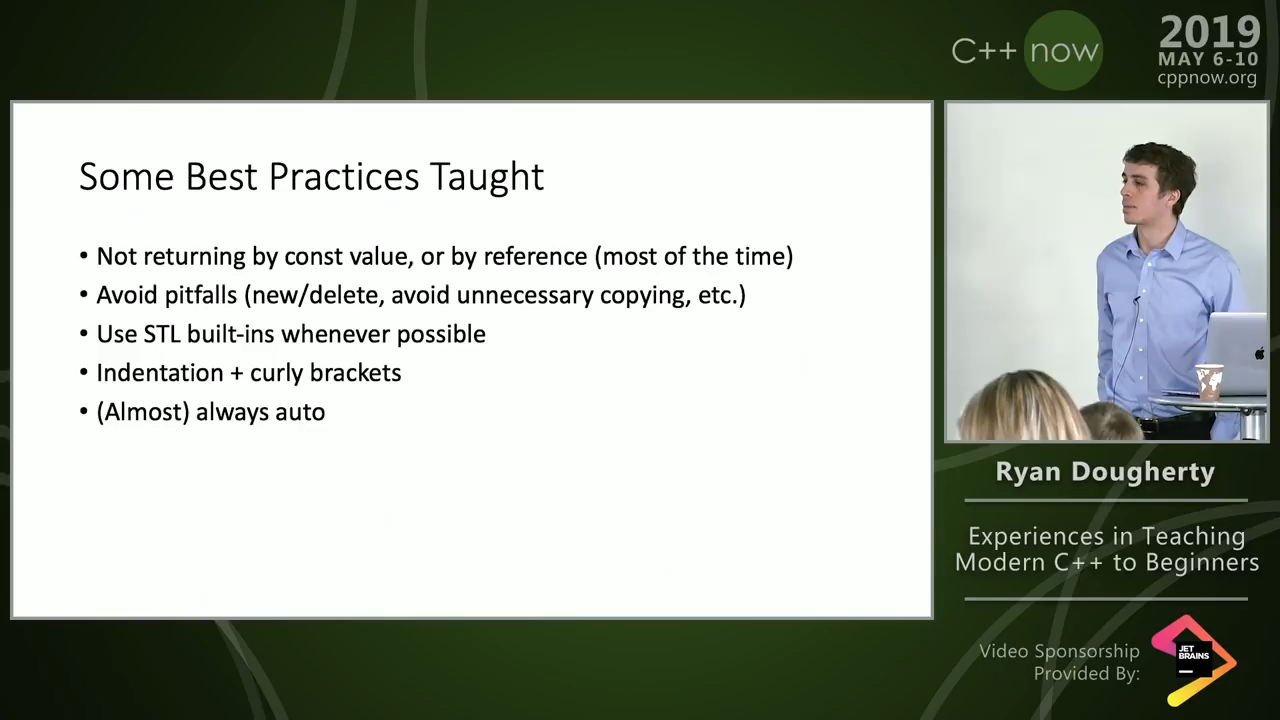 C++ now
2019
MAY 6-10
cppnow.org
Some Best Practices Taught
• Not returning by const value, or by reference (most of the time)
• Avoid pitfalls (new/delete, avoid unnecessary copying, etc.)
• Use STL built-ins whenever possible
• Indentation + curly brackets
• (Almost) always auto
Ryan Dougherty
Experiences in Teaching
Modern C++ to Beginners
Video Sponsorship
Provided By:
JET
BRAINS